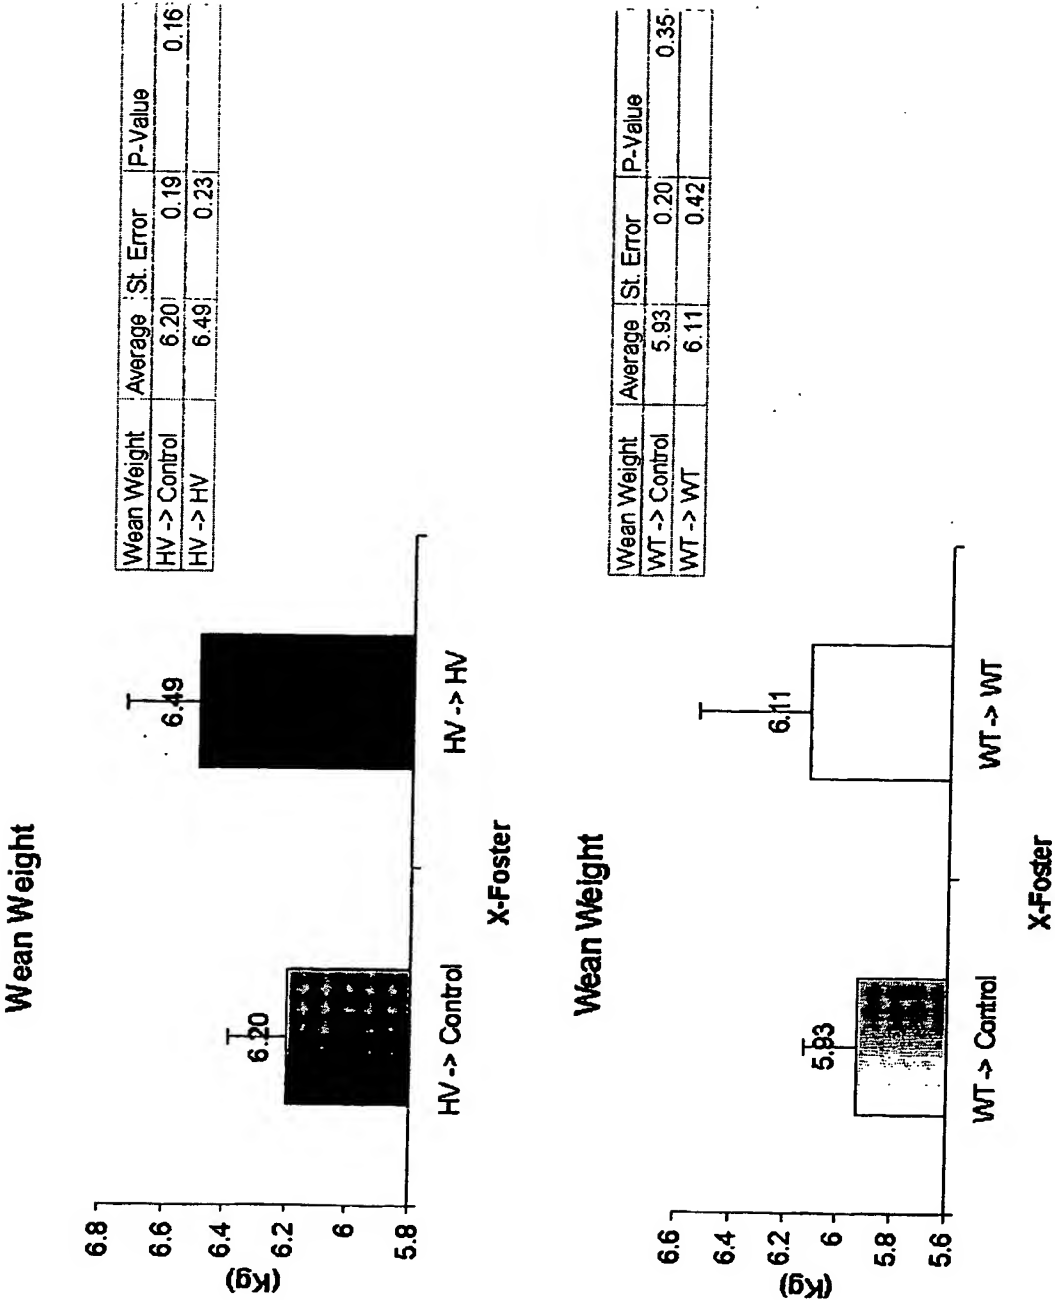 Wean Weight
6.8
6.6
6.4
6.2
6
5.8
(Kg)
6.20
6.49
HV -> Control
HV -> HV
X-Foster
Wean Weight Average St. Error P-Value
HV -> Control 6.20 0.19 0.16
HV -> HV 6.49 0.23
Wean Weight
6.6
6.4
6.2
6
5.8
5.6
(Kg)
5.93
6.11
WT -> Control
WT -> WT
X-Foster
Wean Weight Average St. Error P-Value
WT -> Control 5.93 0.20 0.35
WT -> WT 6.11 0.42